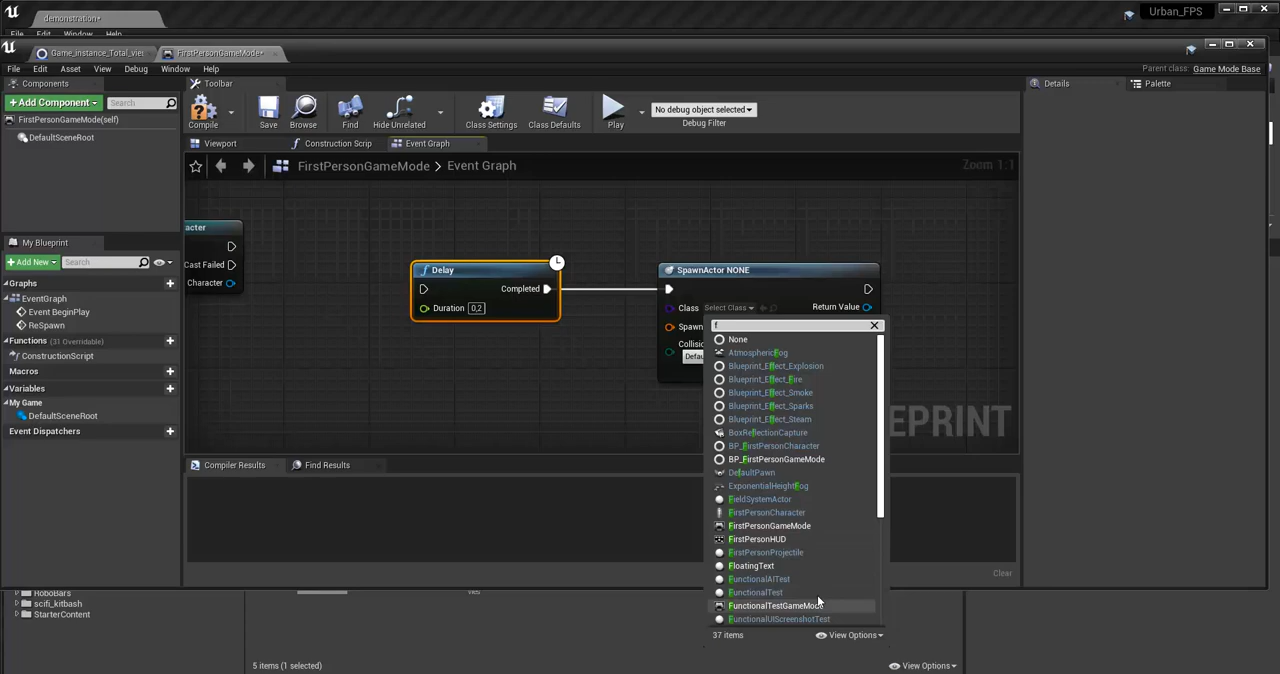 demonstration*
Urban_FPS
File Edit Window Help
Game_instance_Total_vie
FirstPersonGameMode*
File Edit Asset View Debug Window Help
Parent class: Game Mode Base
Components
+Add Component
Search
FirstPersonGameMode(self)
DefaultSceneRoot
Toolbar
Compile
Save
Browse
Find
Hide Unrelated
Class Settings
Class Defaults
Play
No debug object selected
Debug Filter
Details
Palette
Viewport
Construction Scrip
Event Graph
FirstPersonGameMode > Event Graph
Zoom 1:1
My Blueprint
+Add New
Search
Graphs
EventGraph
Event BeginPlay
ReSpawn
Functions (31 Overridable)
ConstructionScript
Macros
Variables
My Game
DefaultSceneRoot
Event Dispatchers
acter
Cast Failed
Character
Delay
Completed
Duration 0,2
SpawnActor NONE
Class Select Class
Return Value
Spawn
Collisi
Defau
f
None
AtmosphericFog
Blueprint_Effect_Explosion
Blueprint_Effect_Fire
Blueprint_Effect_Smoke
Blueprint_Effect_Sparks
Blueprint_Effect_Steam
BoxReflectionCapture
BP_FirstPersonCharacter
BP_FirstPersonGameMode
DefaultPawn
ExponentialHeightFog
FieldSystemActor
FirstPersonCharacter
FirstPersonGameMode
FirstPersonHUD
FirstPersonProjectile
FloatingText
FunctionalAITest
FunctionalTest
FunctionalTestGameMode
FunctionalUIScreenshotTest
37 items
View Options
EPRINT
Compiler Results
Find Results
Clear
RoboBars
scifi_kitbash
StarterContent
Yes
5 items (1 selected)
View Options